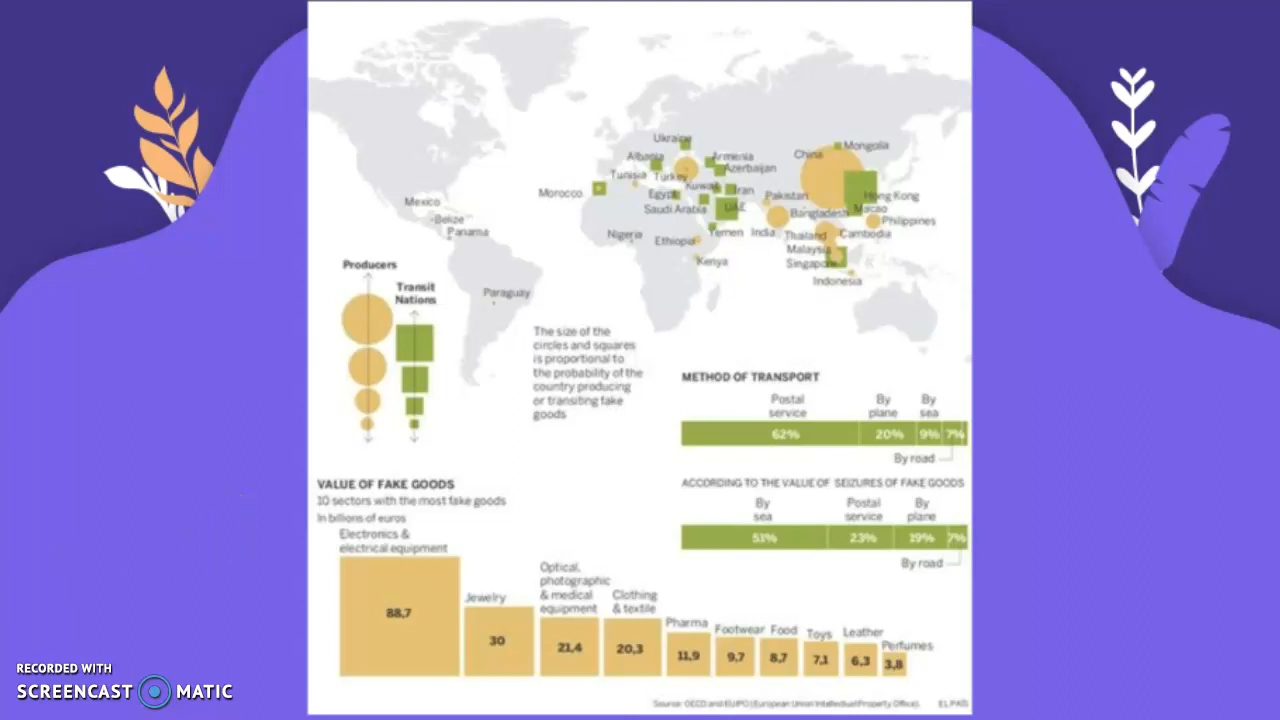 Ukraine
Mongolia
China
Albania
Armenia
Azerbaijan
Tunisia
Turkey
Kuwait
Iran
Morocco
Egypt
Pakistan
Hong Kong
Mexico
Saudi Arabia
UAE
Bangladesh
Macao
Belize
Philippines
Panama
Nigeria
Ethiopia
Yemen
India
Thailand
Cambodia
Malaysia
Kenya
Singapore
Indonesia
Paraguay
Producers
Transit
Nations
The size of the
circles and squares
is proportional to
the probability of the
country producing
or transiting fake
goods
METHOD OF TRANSPORT
Postal
service
By
plane
By
sea
62%
20%
9%
7%
By road
ACCORDING TO THE VALUE OF SEIZURES OF FAKE GOODS
By
sea
Postal
service
By
plane
51%
23%
19%
7%
By road
VALUE OF FAKE GOODS
10 sectors with the most fake goods
In billions of euros
Electronics &
electrical equipment
88,7
Jewelry
30
Optical,
photographic
& medical
equipment
21,4
Clothing
& textile
20,3
Pharma
11,9
Footwear
9,7
Food
8,7
Toys
7,1
Leather
6,3
Perfumes
3,8
Source: OECD and EUIPO (European Union Intellectual Property Office).
EL PAÍS
RECORDED WITH
SCREENCAST MATIC